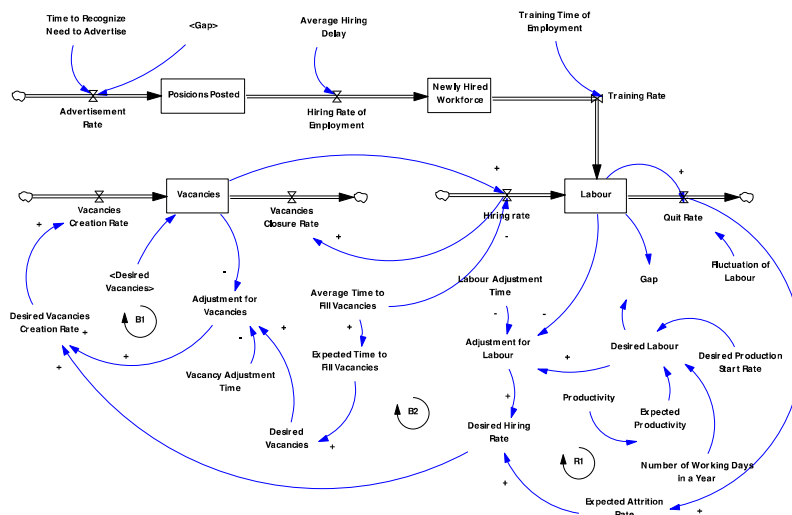 Time to Recognize
Need to Advertise
<Gap>
Average Hiring
Delay
Training Time of
Employment
Advertisement
Rate
Posicions Posted
Hiring Rate of
Employment
Newly Hired
Workforce
Training Rate
+
+
Vacancies
Creation Rate
Vacancies
Vacancies
Closure Rate
Hiring rate
Labour
Quit Rate
+
+
-
<Desired
Vacancies>
-
Labour Adjustment
Time
Gap
Fluctuation of
Labour
Desired Vacancies
Creation Rate
+
B1
Adjustment for
Vacancies
Average Time to
Fill Vacancies
-
-
+
+
-
+
+
Vacancy Adjustment
Time
Expected Time to
Fill Vacancies
Adjustment for
Labour
+
Desired Labour
Desired Production
Start Rate
+
Productivity
Expected
Productivity
B2
Desired
Vacancies
+
Desired Hiring
Rate
R1
Number of Working Days
in a Year
+
+
Expected Attrition
Rate
+